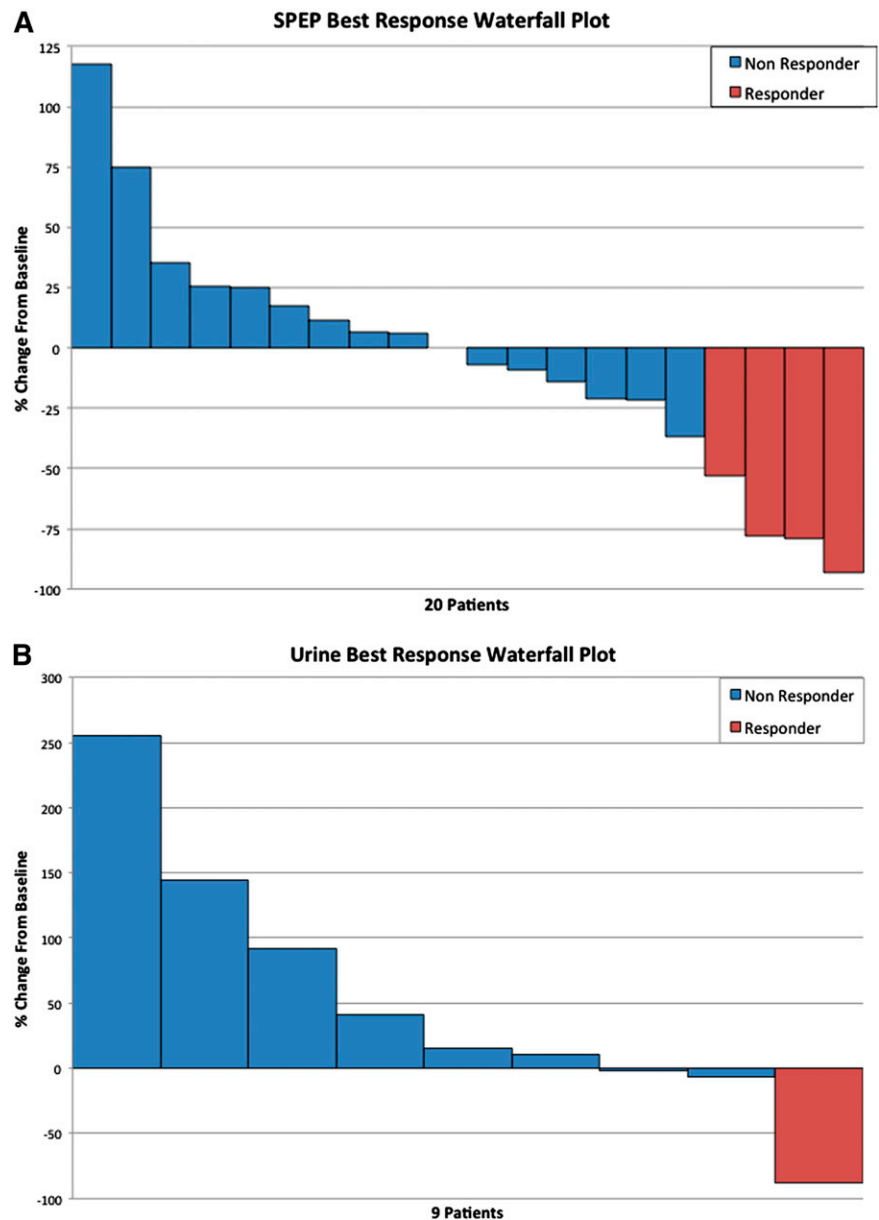 A
SPEP Best Response Waterfall Plot
Non Responder
Responder
125
100
75
50
25
0
-25
-50
-75
-100
% Change From Baseline
20 Patients
B
Urine Best Response Waterfall Plot
Non Responder
Responder
300
250
200
150
100
50
0
-50
-100
% Change From Baseline
9 Patients